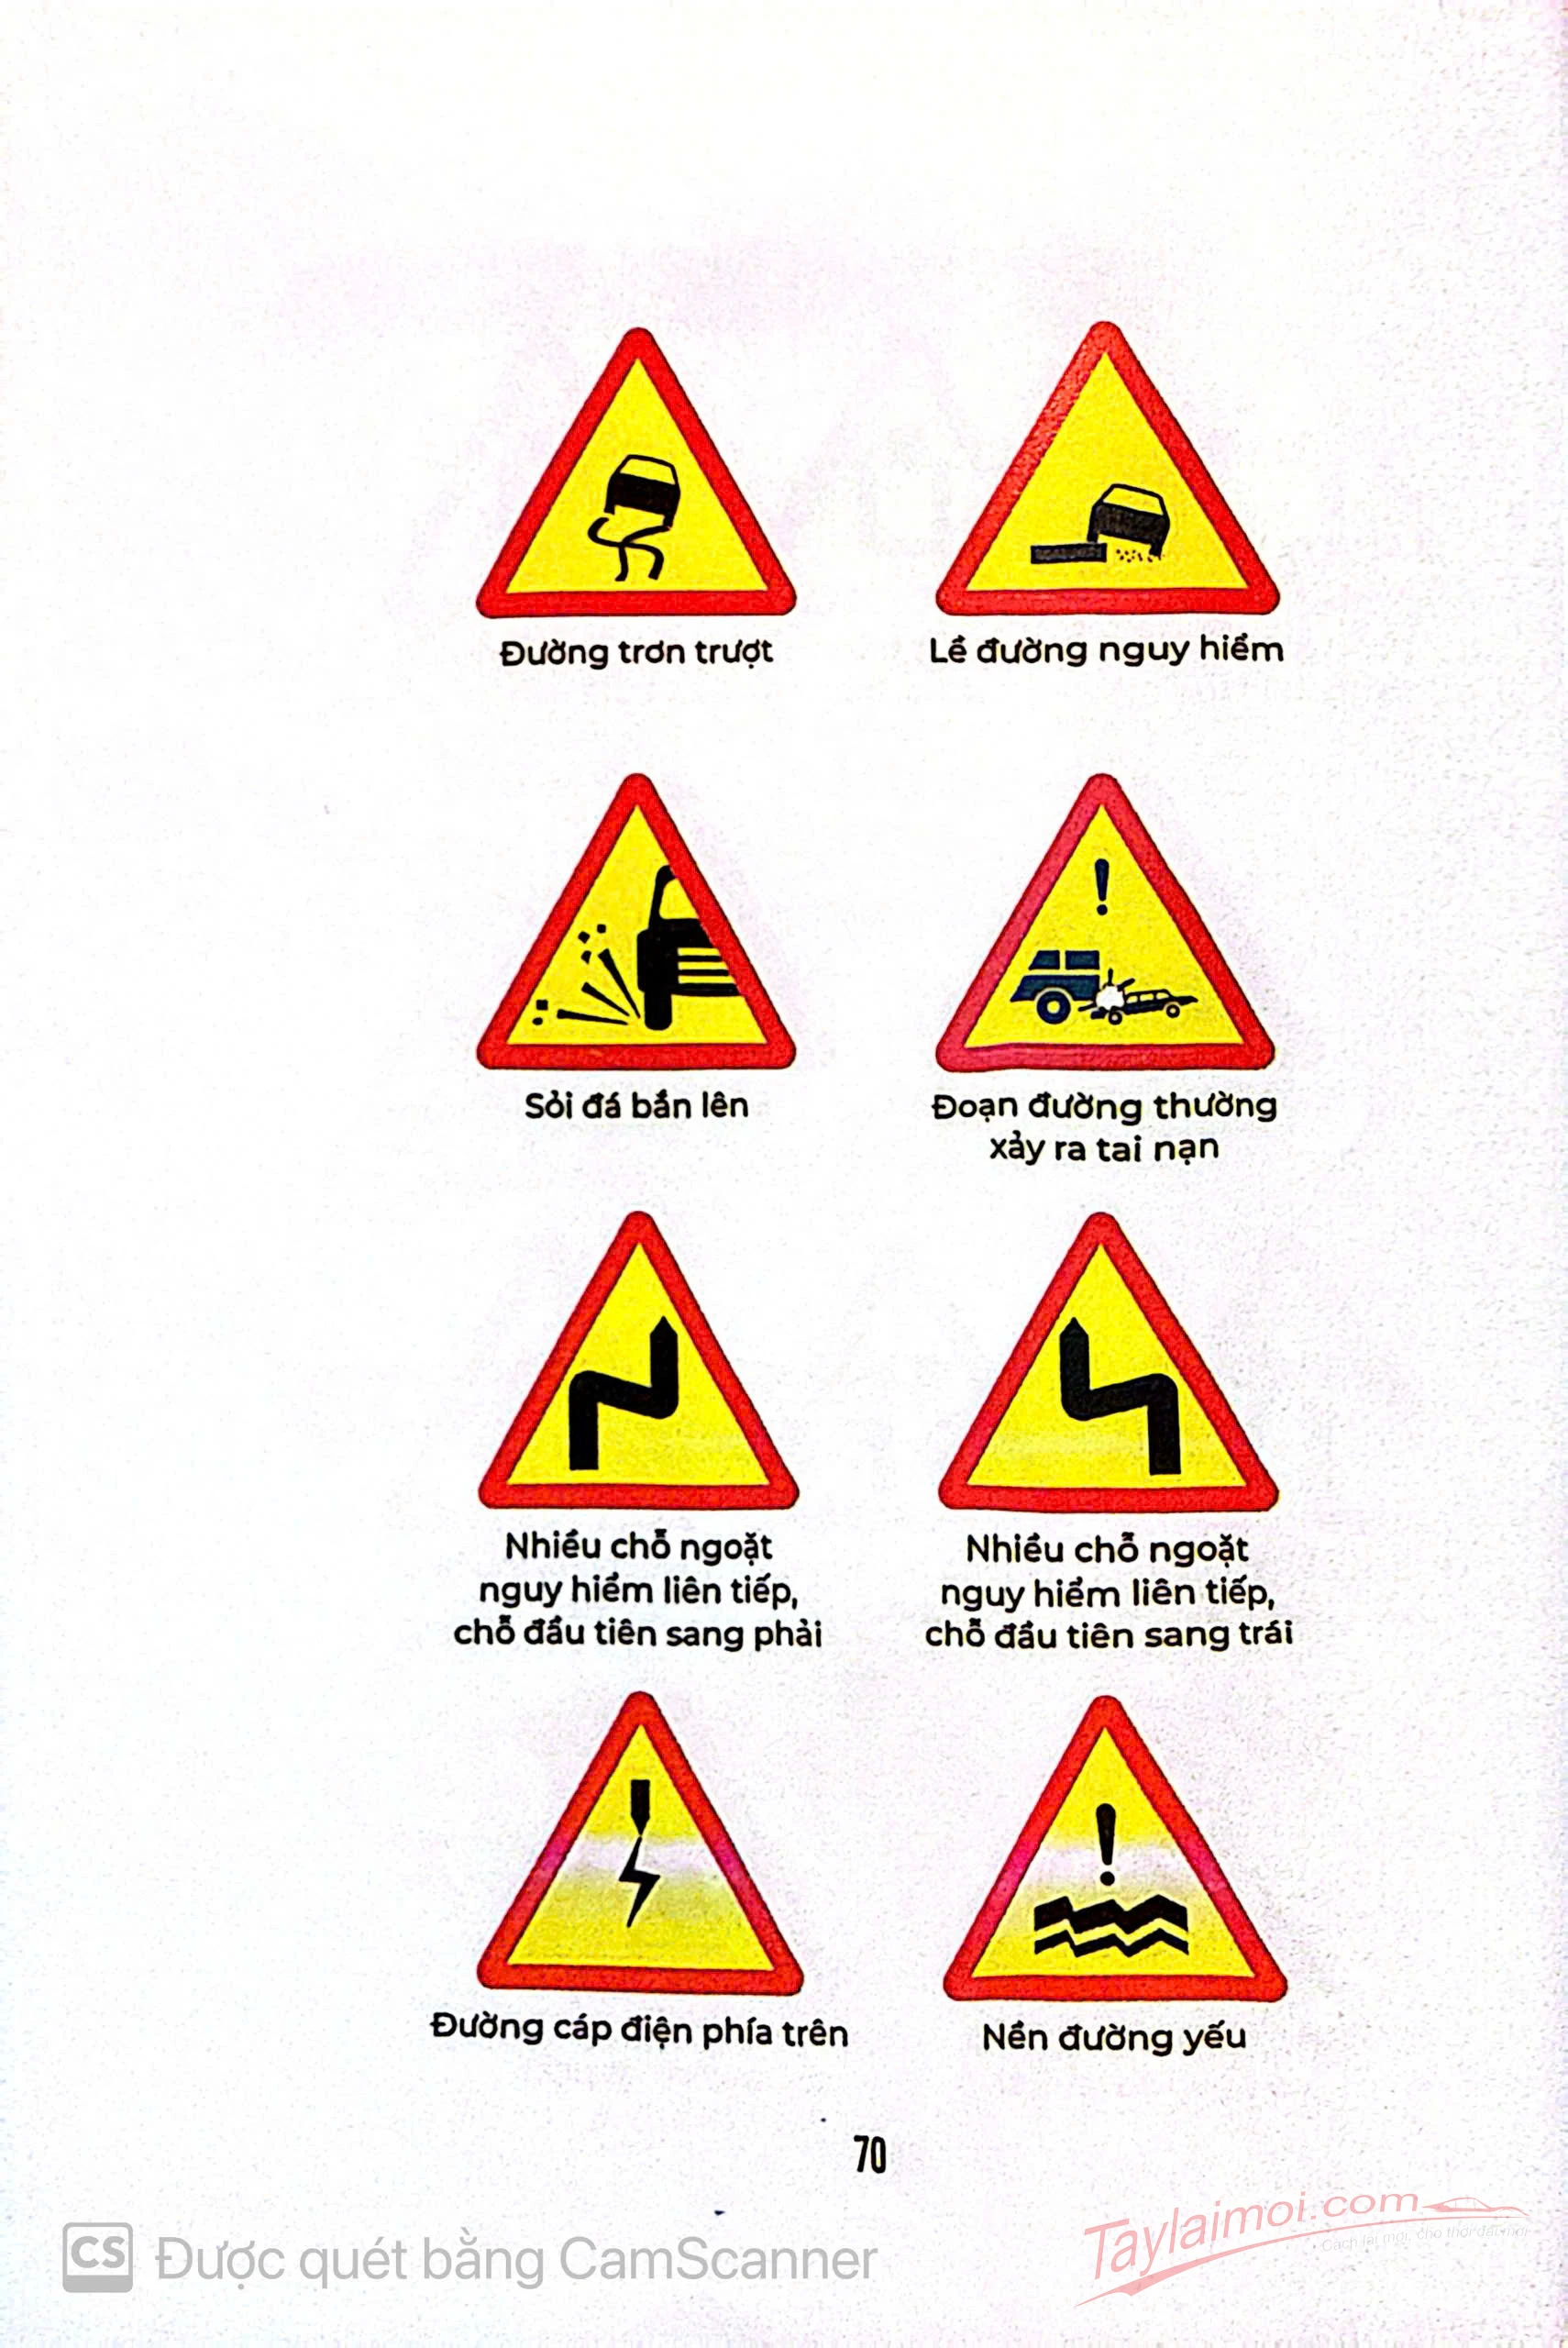 Đường trơn trượt
Lề đường nguy hiểm
Sỏi đá bắn lên
Đoạn đường thường
xảy ra tai nạn
Nhiều chỗ ngoặt
nguy hiểm liên tiếp,
chỗ đầu tiên sang phải
Nhiều chỗ ngoặt
nguy hiểm liên tiếp,
chỗ đầu tiên sang trái
Đường cáp điện phía trên
Nền đường yếu
70
CS Được quét bằng CamScanner
Taylaimoi.com
Cách lái mới, cho thời đại mới